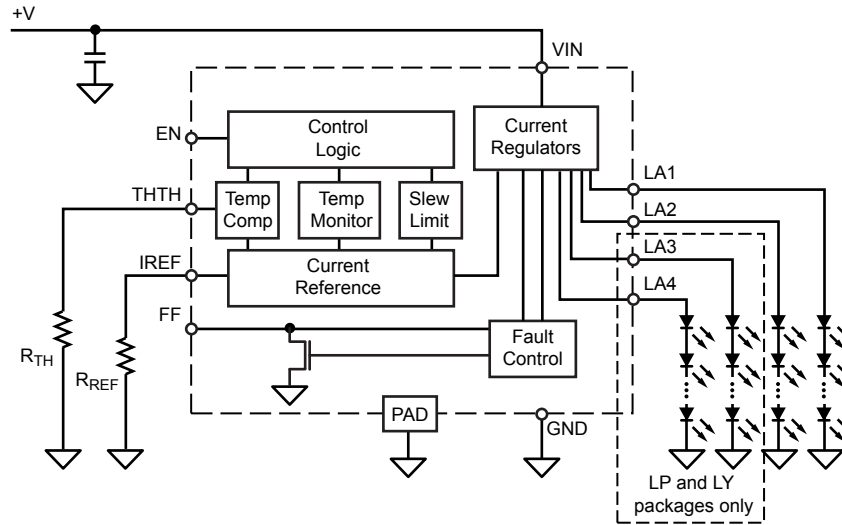 +V
VIN
EN
Control
Logic
Current
Regulators
THTH
Temp
Comp
Temp
Monitor
Slew
Limit
LA1
LA2
LA3
LA4
IREF
Current
Reference
FF
Fault
Control
RTH
RREF
PAD
GND
LP and LY
packages only